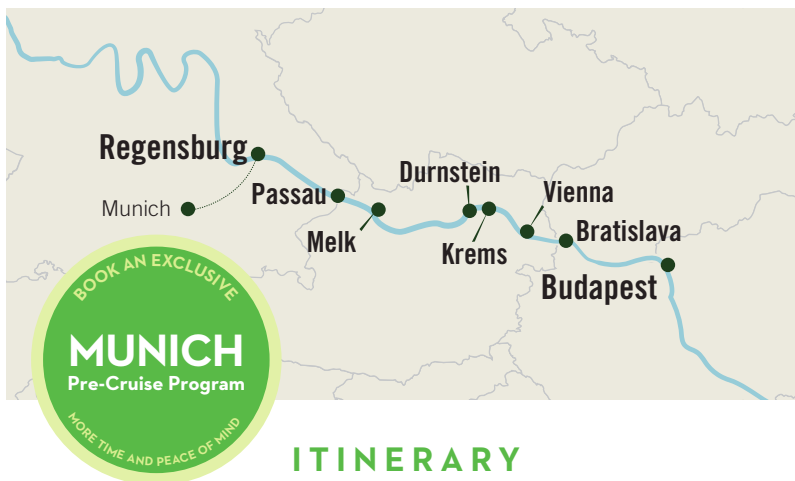 Regensburg
Munich
Passau
Melk
Durnstein
Krems
Vienna
Bratislava
Budapest
BOOK AN EXCLUSIVE
MUNICH
Pre-Cruise Program
MORE TIME AND PEACE OF MIND
ITINERARY